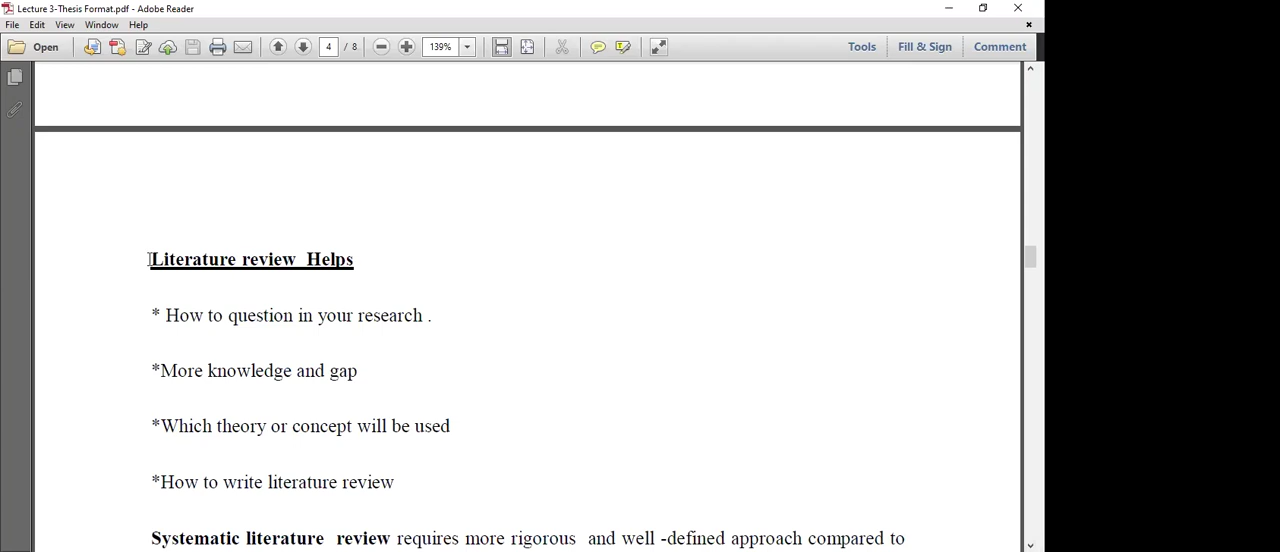 Lecture 3-Thesis Format.pdf - Adobe Reader
File Edit View Window Help
Open 4 / 8 139% Tools Fill & Sign Comment
Literature review  Helps
* How to question in your research .
*More knowledge and gap
*Which theory or concept will be used
*How to write literature review
Systematic literature  review requires more rigorous  and well -defined approach compared to